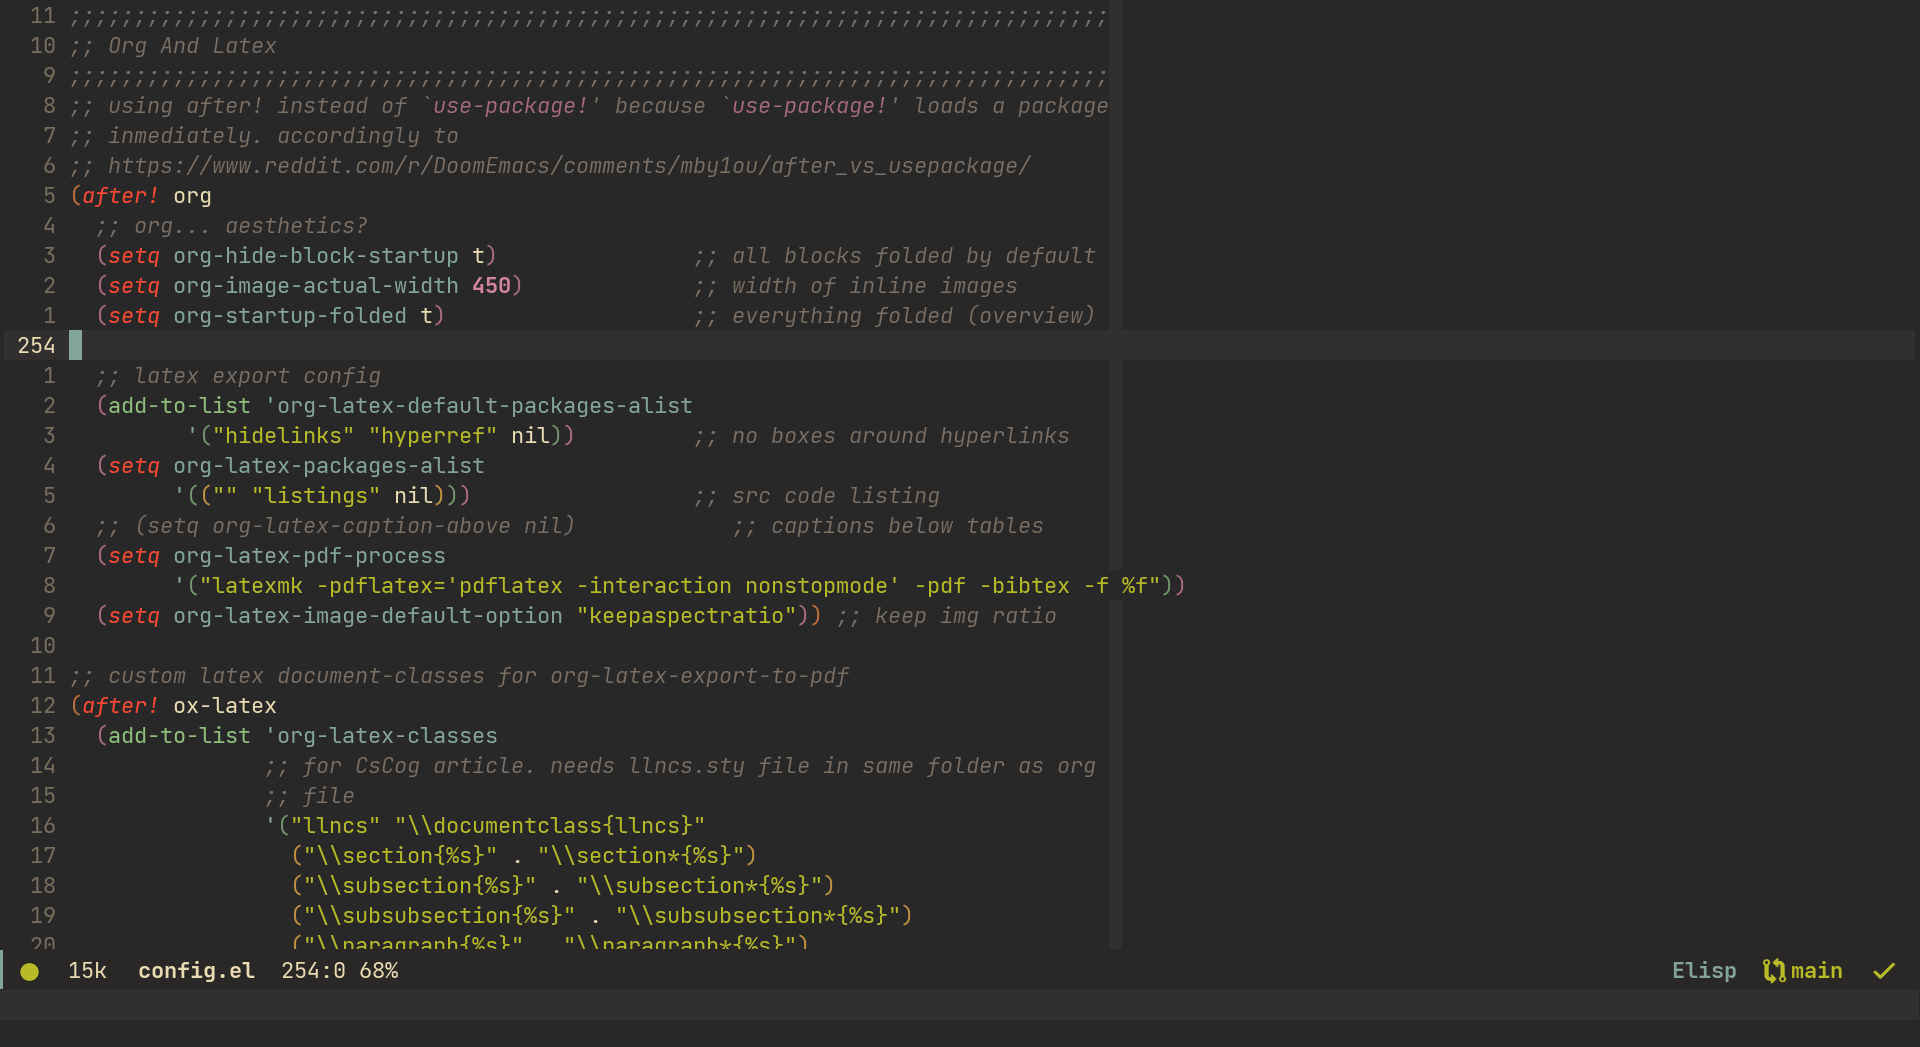 11 ;;;;;;;;;;;;;;;;;;;;;;;;;;;;;;;;;;;;;;;;;;;;;;;;;;;;;;;;;;;;;;;;;;;;;;;;;;;;;;;;
10 ;; Org And Latex
9 ;;;;;;;;;;;;;;;;;;;;;;;;;;;;;;;;;;;;;;;;;;;;;;;;;;;;;;;;;;;;;;;;;;;;;;;;;;;;;;;;
8 ;; using after! instead of `use-package!' because `use-package!' loads a package
7 ;; inmediately. accordingly to
6 ;; https://www.reddit.com/r/DoomEmacs/comments/mby1ou/after_vs_usepackage/
5 (after! org
4   ;; org... aesthetics?
3   (setq org-hide-block-startup t)               ;; all blocks folded by default
2   (setq org-image-actual-width 450)             ;; width of inline images
1   (setq org-startup-folded t)                   ;; everything folded (overview)
254
1   ;; latex export config
2   (add-to-list 'org-latex-default-packages-alist
3          '("hidelinks" "hyperref" nil))         ;; no boxes around hyperlinks
4   (setq org-latex-packages-alist
5         '(("" "listings" nil)))                 ;; src code listing
6   ;; (setq org-latex-caption-above nil)            ;; captions below tables
7   (setq org-latex-pdf-process
8         '("latexmk -pdflatex='pdflatex -interaction nonstopmode' -pdf -bibtex -f %f"))
9   (setq org-latex-image-default-option "keepaspectratio")) ;; keep img ratio
10
11 ;; custom latex document-classes for org-latex-export-to-pdf
12 (after! ox-latex
13   (add-to-list 'org-latex-classes
14                ;; for CsCog article. needs llncs.sty file in same folder as org
15                ;; file
16                '("llncs" "\\documentclass{llncs}"
17                  ("\\section{%s}" . "\\section*{%s}")
18                  ("\\subsection{%s}" . "\\subsection*{%s}")
19                  ("\\subsubsection{%s}" . "\\subsubsection*{%s}")
20                  ("\\paragraph{%s}" . "\\paragraph*{%s}")
15k config.el 254:0 68% Elisp main